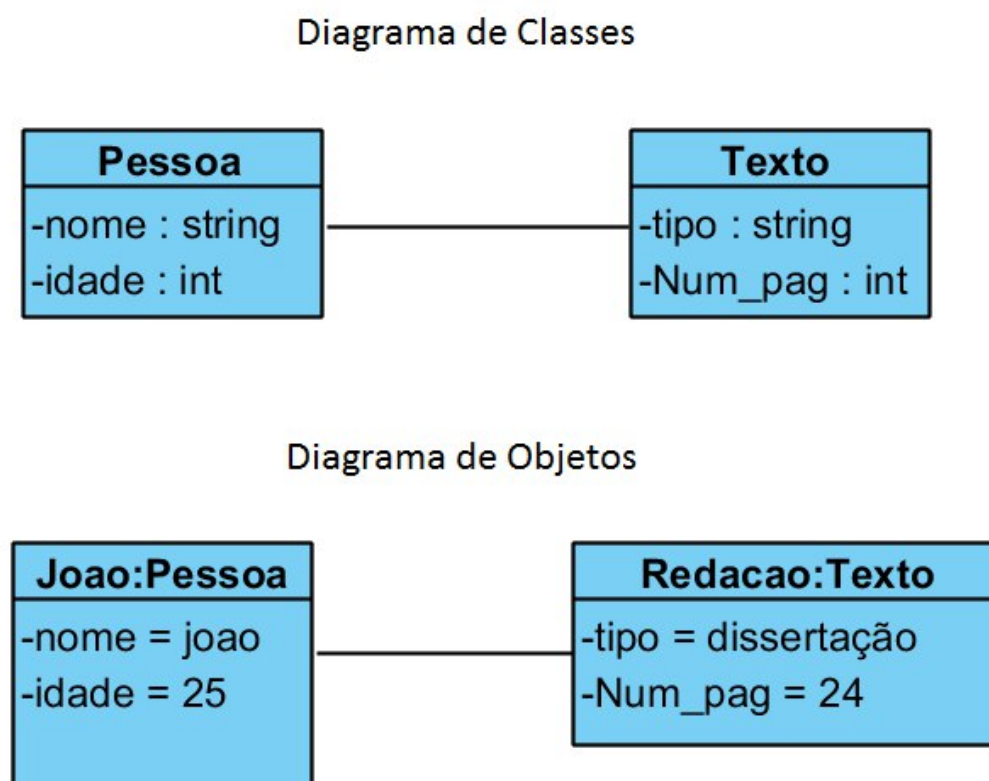 Diagrama de Classes
Pessoa
-nome : string
-idade : int
Texto
-tipo : string
-Num_pag : int
Diagrama de Objetos
Joao:Pessoa
-nome = joao
-idade = 25
Redacao:Texto
-tipo = dissertação
-Num_pag = 24